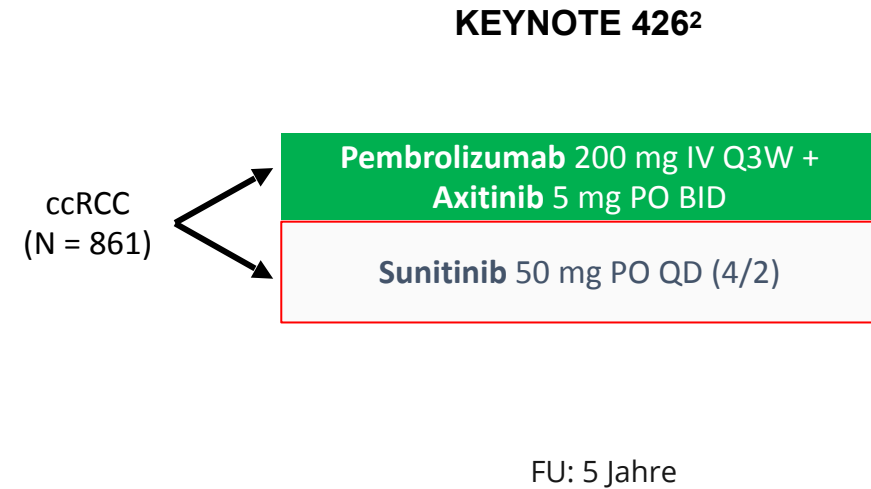 KEYNOTE 426²
Pembrolizumab 200 mg IV Q3W +
Axitinib 5 mg PO BID
ccRCC
(N = 861)
Sunitinib 50 mg PO QD (4/2)
FU: 5 Jahre